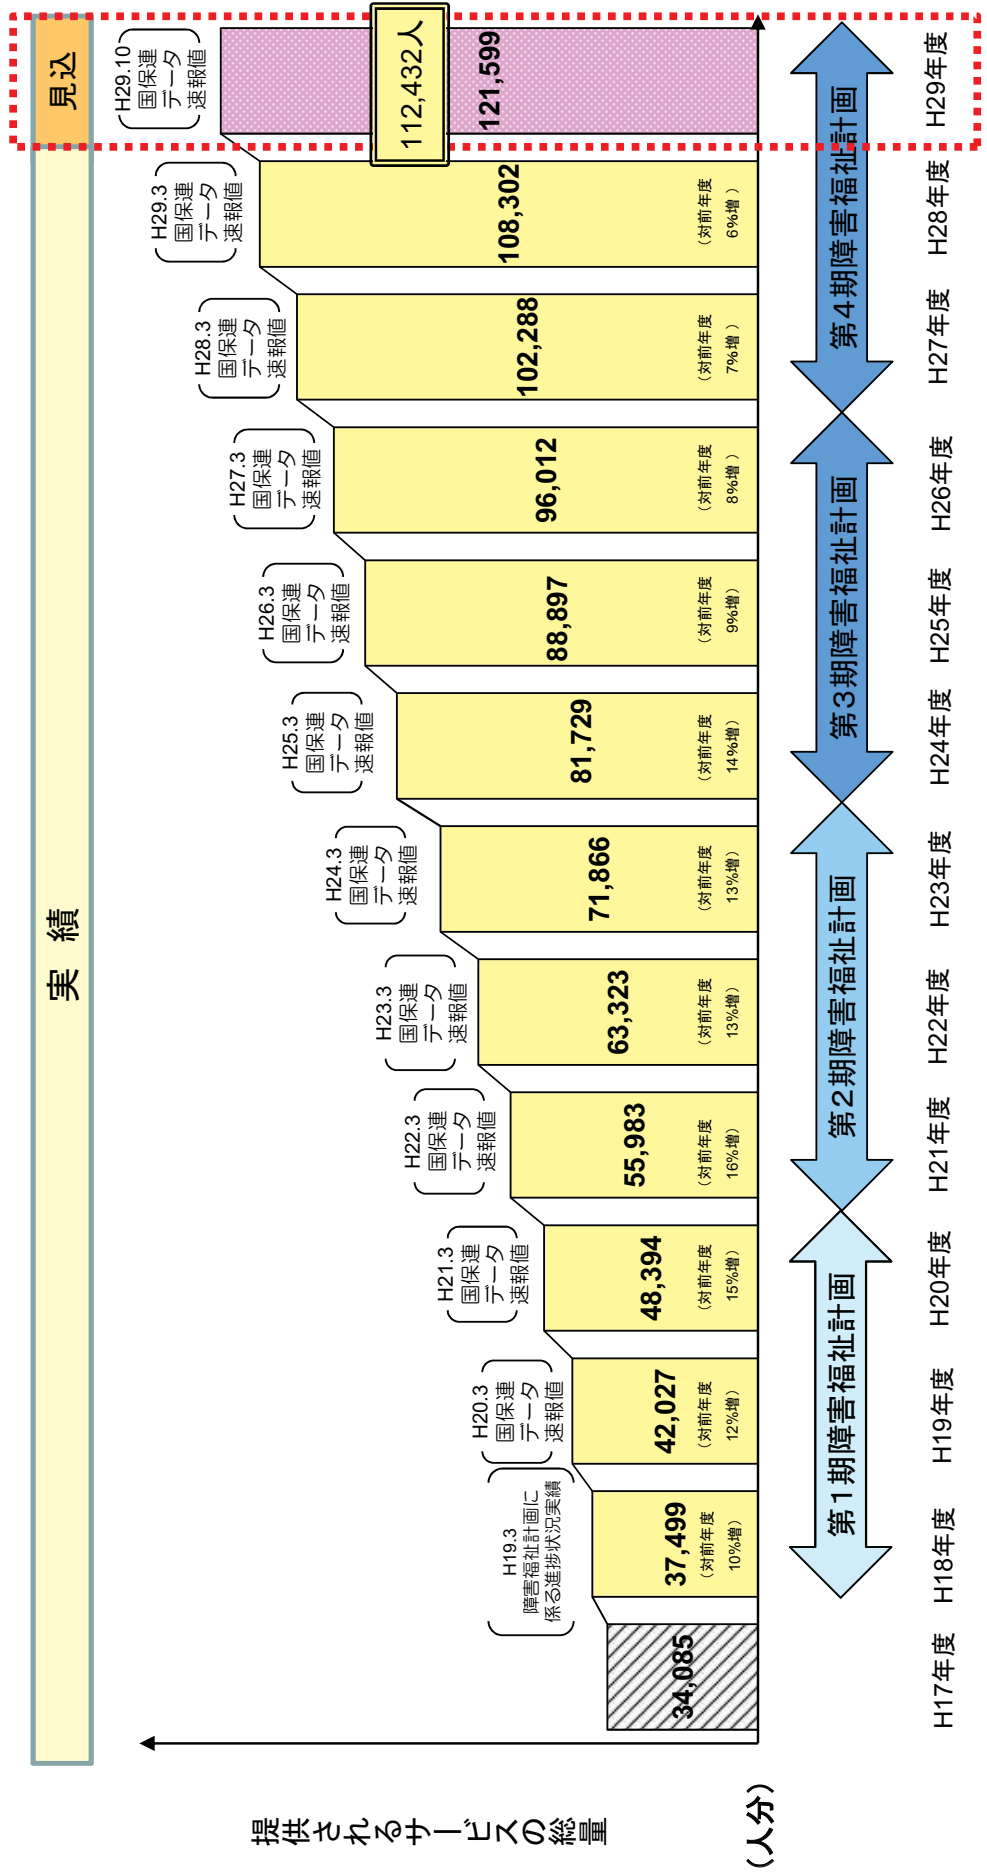 実 績
見込
提供されるサービスの総量
(人分)
34,085
H19.3
障害福祉計画に
係る進捗状況実績
37,499
(対前年度
10%増)
H20.3
国保連
データ
速報値
42,027
(対前年度
12%増)
H21.3
国保連
データ
速報値
48,394
(対前年度
15%増)
H22.3
国保連
データ
速報値
55,983
(対前年度
16%増)
H23.3
国保連
データ
速報値
63,323
(対前年度
13%増)
H24.3
国保連
データ
速報値
71,866
(対前年度
13%増)
H25.3
国保連
データ
速報値
81,729
(対前年度
14%増)
H26.3
国保連
データ
速報値
88,897
(対前年度
9%増)
H27.3
国保連
データ
速報値
96,012
(対前年度
8%増 )
H28.3
国保連
データ
速報値
102,288
(対前年度
7%増 )
H29.3
国保連
データ
速報値
108,302
(対前年度
6%増 )
H29.10
国保連
データ
速報値
112,432人
121,599
第1期障害福祉計画
第2期障害福祉計画
第3期障害福祉計画
第4期障害福祉計画
H17年度
H18年度
H19年度
H20年度
H21年度
H22年度
H23年度
H24年度
H25年度
H26年度
H27年度
H28年度
H29年度